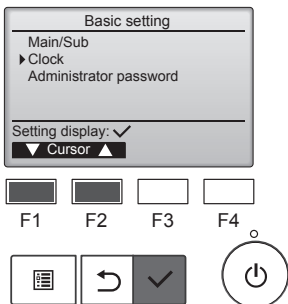 Basic setting
Main/Sub
Clock
Administrator password
Setting display:
Cursor
F1 F2 F3 F4